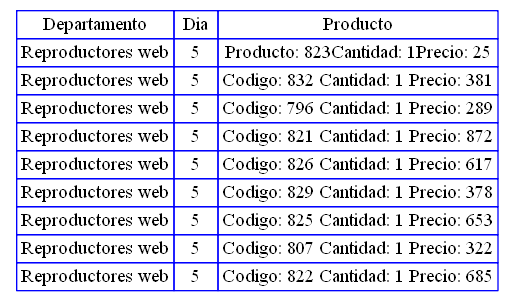 Departamento Dia Producto
Reproductores web 5 Producto: 823Cantidad: 1Precio: 25
Reproductores web 5 Codigo: 832 Cantidad: 1 Precio: 381
Reproductores web 5 Codigo: 796 Cantidad: 1 Precio: 289
Reproductores web 5 Codigo: 821 Cantidad: 1 Precio: 872
Reproductores web 5 Codigo: 826 Cantidad: 1 Precio: 617
Reproductores web 5 Codigo: 829 Cantidad: 1 Precio: 378
Reproductores web 5 Codigo: 825 Cantidad: 1 Precio: 653
Reproductores web 5 Codigo: 807 Cantidad: 1 Precio: 322
Reproductores web 5 Codigo: 822 Cantidad: 1 Precio: 685